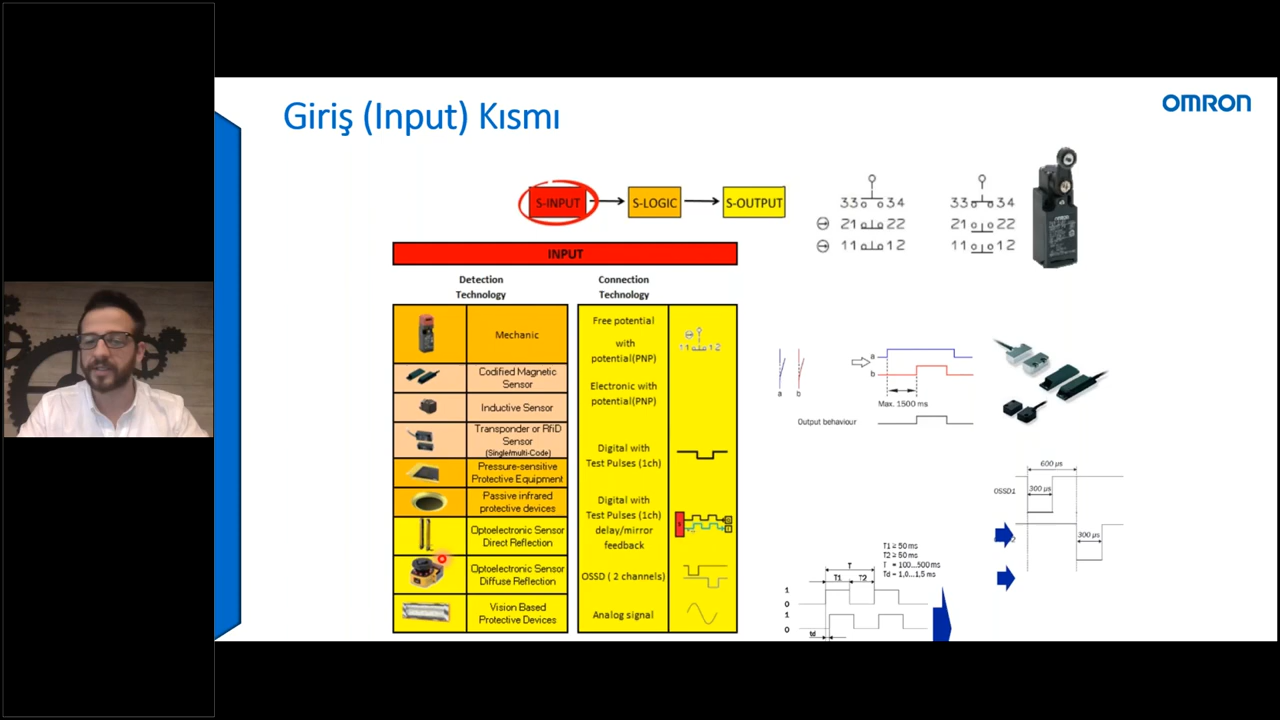 Giriş (Input) Kısmı
OMRON
S-INPUT
S-LOGIC
S-OUTPUT
33 34
21 22
11 12
33 34
21 22
11 12
INPUT
Detection
Technology
Connection
Technology
Mechanic
Codified Magnetic
Sensor
Inductive Sensor
Transponder or RfiD
Sensor
(Single/multi-Code)
Pressure-sensitive
Protective Equipment
Passive infrared
protective devices
Optoelectronic Sensor
Direct Reflection
Optoelectronic Sensor
Diffuse Reflection
Vision Based
Protective Devices
Free potential
with
potential(PNP)
11 12
Electronic with
potential(PNP)
Digital with
Test Pulses (1ch)
Digital with
Test Pulses (1ch)
delay/mirror
feedback
OSSD ( 2 channels)
Analog signal
a b
a
b
Max. 1500 ms
Output behaviour
600 µs
OSSD1
300 µs
300 µs
T1 ≥ 50 ms
T2 ≥ 50 ms
T = 100...500 ms
Td = 1,0...1,5 ms
T
T1 T2
1
0
1
0
td